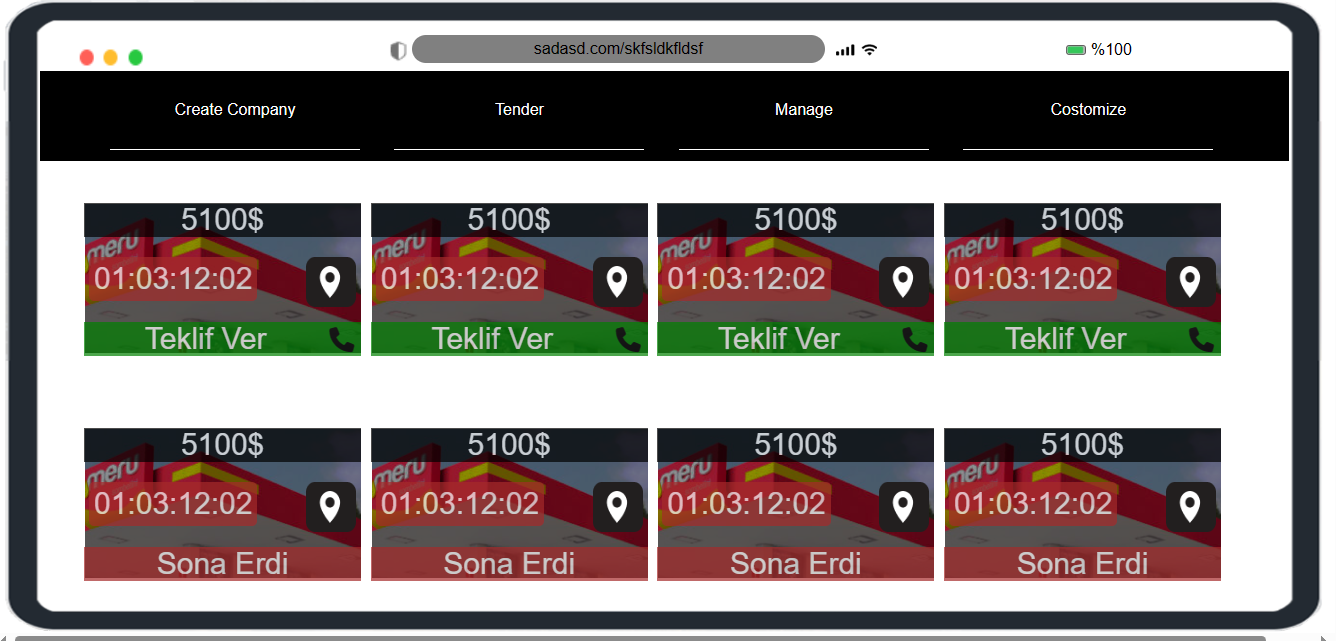 sadasd.com/skfsldkfldsf
%100
Create Company Tender Manage Costomize
5100$ 5100$ 5100$ 5100$
meru meru meru meru
01:03:12:02 01:03:12:02 01:03:12:02 01:03:12:02
Teklif Ver Teklif Ver Teklif Ver Teklif Ver
5100$ 5100$ 5100$ 5100$
meru meru meru meru
01:03:12:02 01:03:12:02 01:03:12:02 01:03:12:02
Sona Erdi Sona Erdi Sona Erdi Sona Erdi